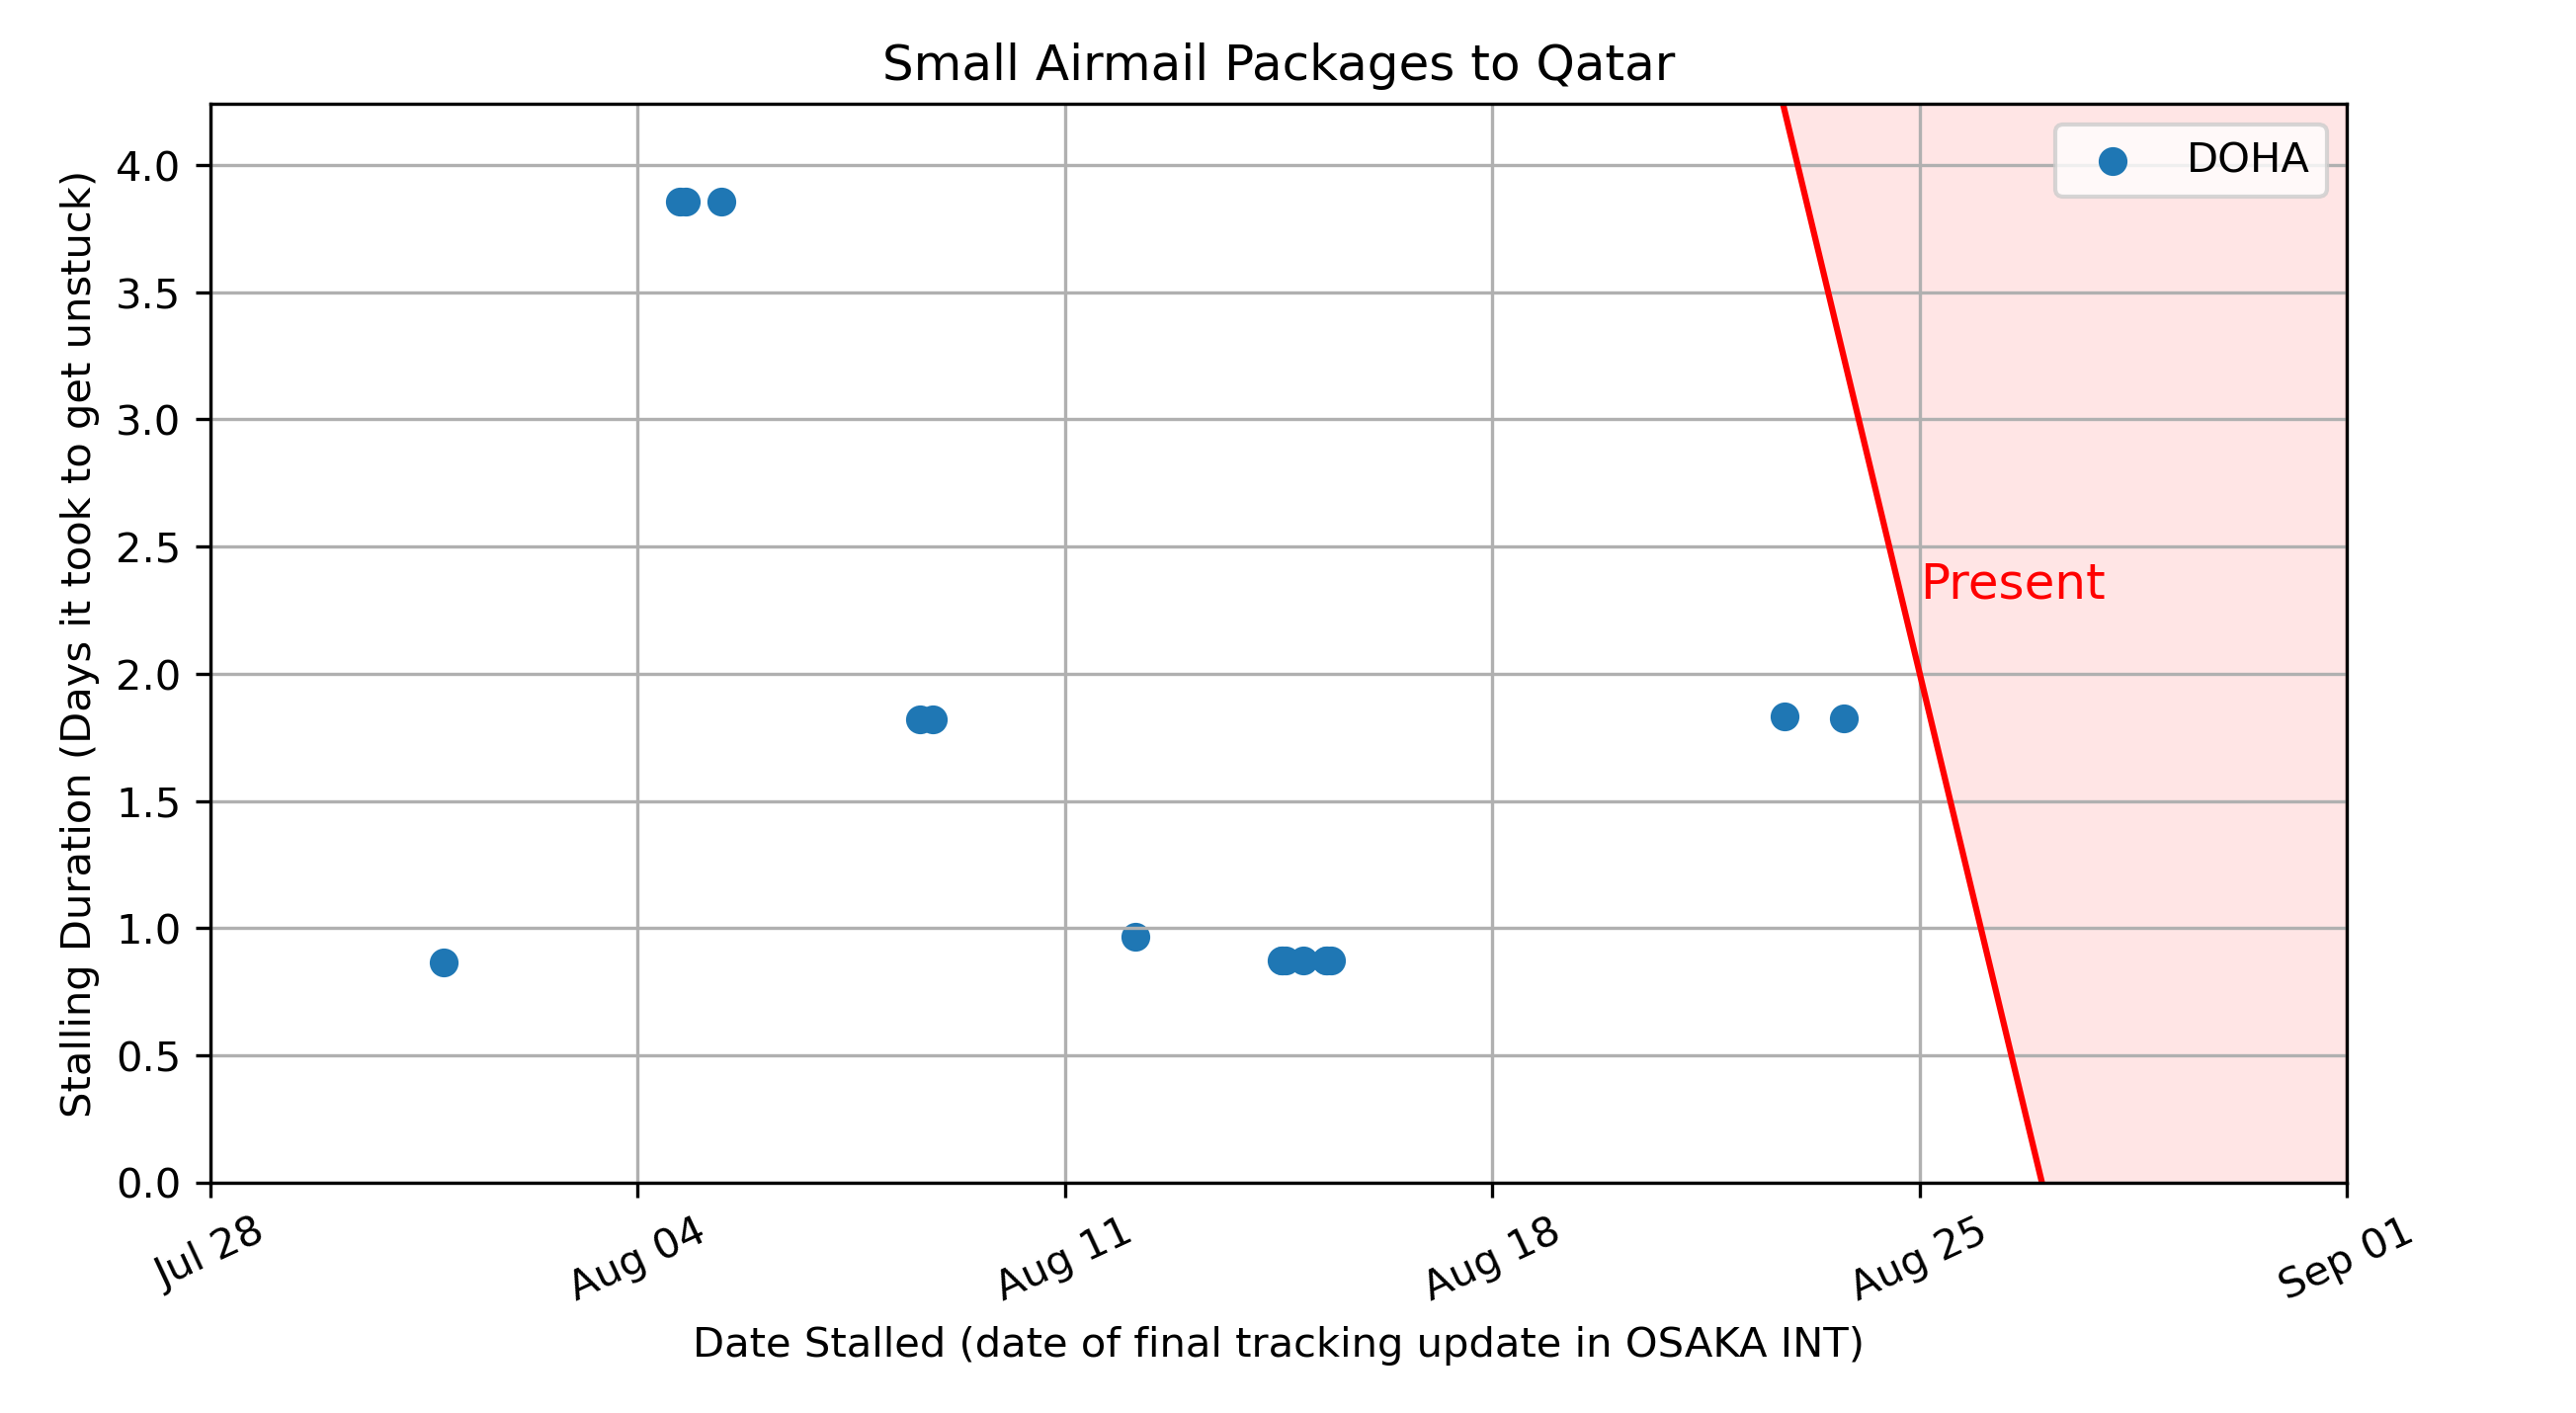 Small Airmail Packages to Qatar
DOHA
Present
Stalling Duration (Days it took to get unstuck)
4.0
3.5
3.0
2.5
2.0
1.5
1.0
0.5
0.0
Jul 28
Aug 04
Aug 11
Aug 18
Aug 25
Sep 01
Date Stalled (date of final tracking update in OSAKA INT)